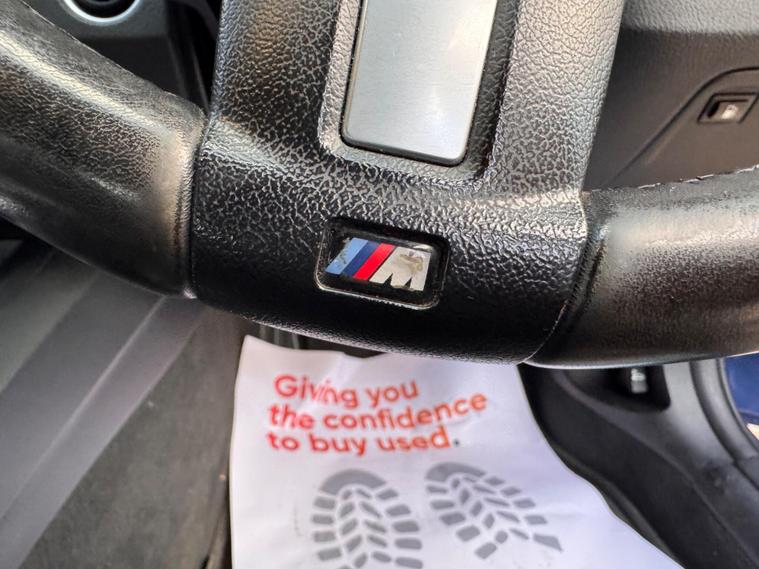 M
Giving you
the confidence
to buy used.